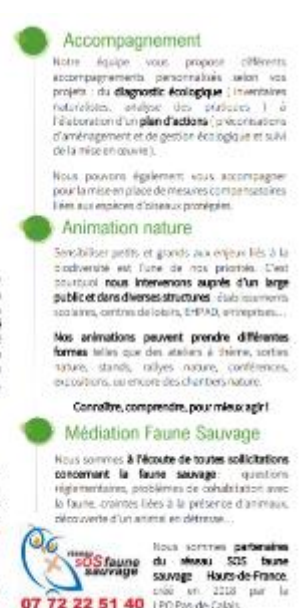 Accompagnement
Notre équipe vous propose différents
accompagnements personnalisés selon vos
projets : du diagnostic écologique ( inventaires
naturalistes, analyse des pratiques ) à
l'élaboration d'un plan d'actions ( préconisations
d'aménagement et de gestion écologique et suivi
de la mise en œuvre ).
Nous pouvons également vous accompagner
pour la mise en place de mesures compensatoires
liées aux espèces d'oiseaux protégées.
Animation nature
Sensibiliser petits et grands aux enjeux liés à la
biodiversité est l'une de nos priorités. C'est
pourquoi nous intervenons auprès d'un large
public et dans diverses structures : établissements
scolaires, centres de loisirs, EHPAD, entreprises...
Nos animations peuvent prendre différentes
formes telles que des ateliers à thème, sorties
nature, stands, rallyes nature, conférences,
expositions, ou encore des chantiers nature.
Connaître, comprendre, pour mieux agir !
Médiation Faune Sauvage
Nous sommes à l'écoute de toutes sollicitations
concernant la faune sauvage : questions
réglementaires, problèmes de cohabitation avec
la faune, craintes liées à la présence d'animaux,
découverte d'un animal en détresse...
réseau
SOS faune
sauvage
07 72 22 51 40
Nous sommes partenaires
du réseau SOS faune
sauvage Hauts-de-France,
créé en 2018 par la
LPO Pas-de-Calais